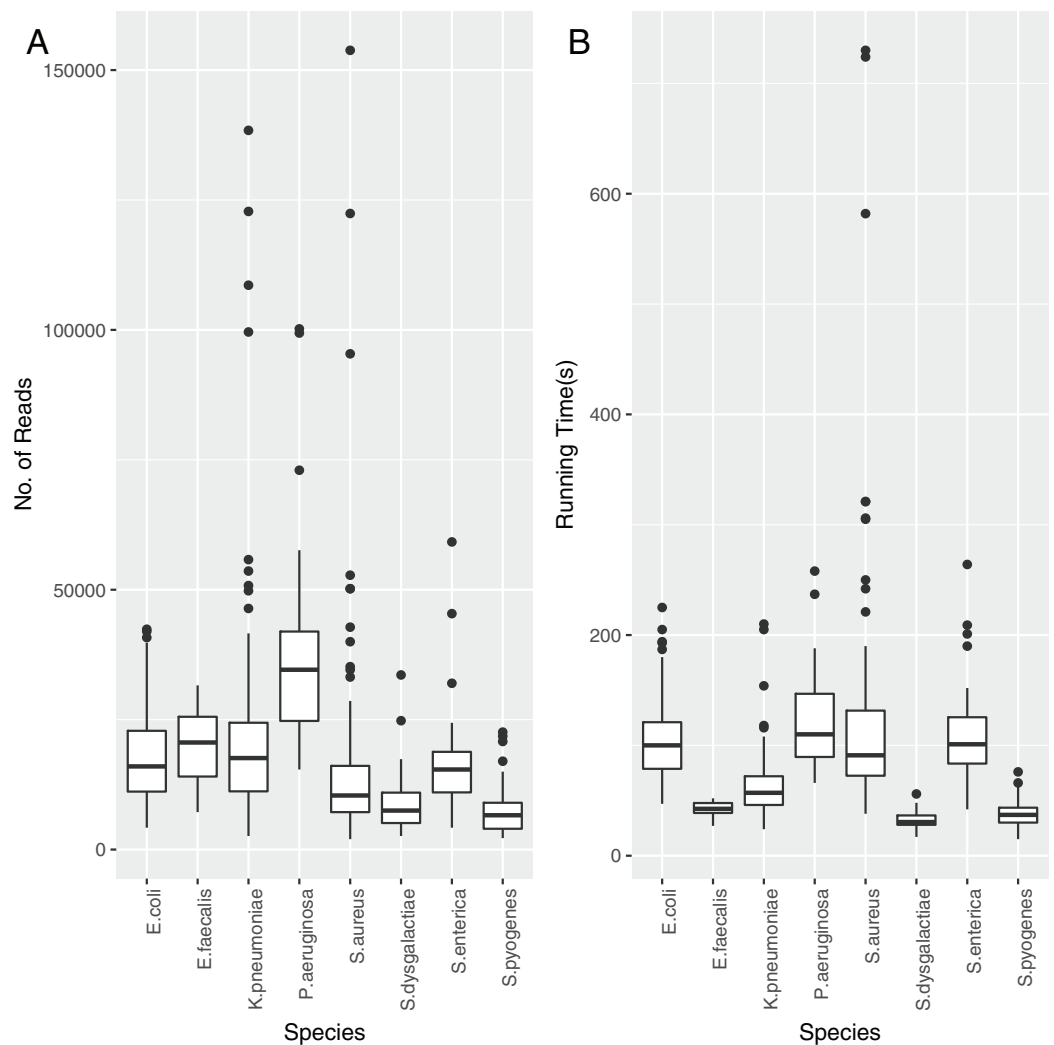 A
No. of Reads
150000
100000
50000
0
E.coli
E.faecalis
K.pneumoniae
P.aeruginosa
S.aureus
S.dysgalactiae
S.enterica
S.pyogenes
Species
B
Running Time(s)
600
400
200
0
E.coli
E.faecalis
K.pneumoniae
P.aeruginosa
S.aureus
S.dysgalactiae
S.enterica
S.pyogenes
Species